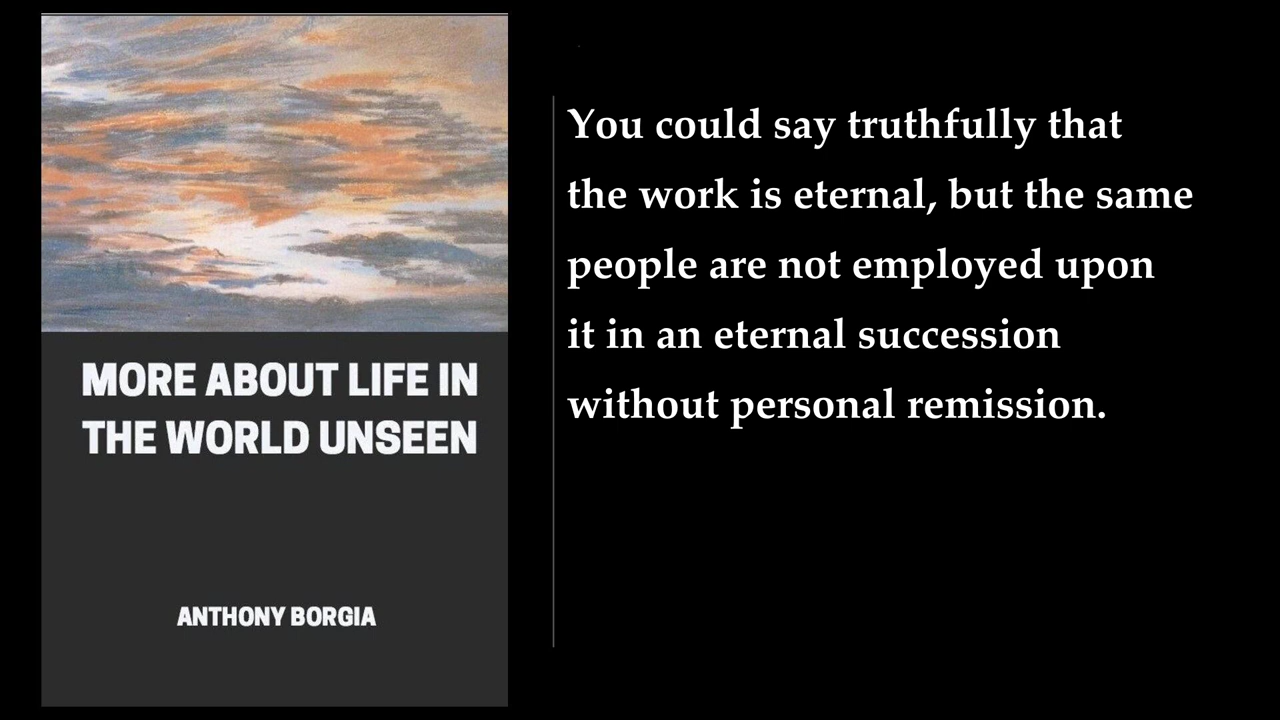 MORE ABOUT LIFE IN
THE WORLD UNSEEN
ANTHONY BORGIA
You could say truthfully that
the work is eternal, but the same
people are not employed upon
it in an eternal succession
without personal remission.